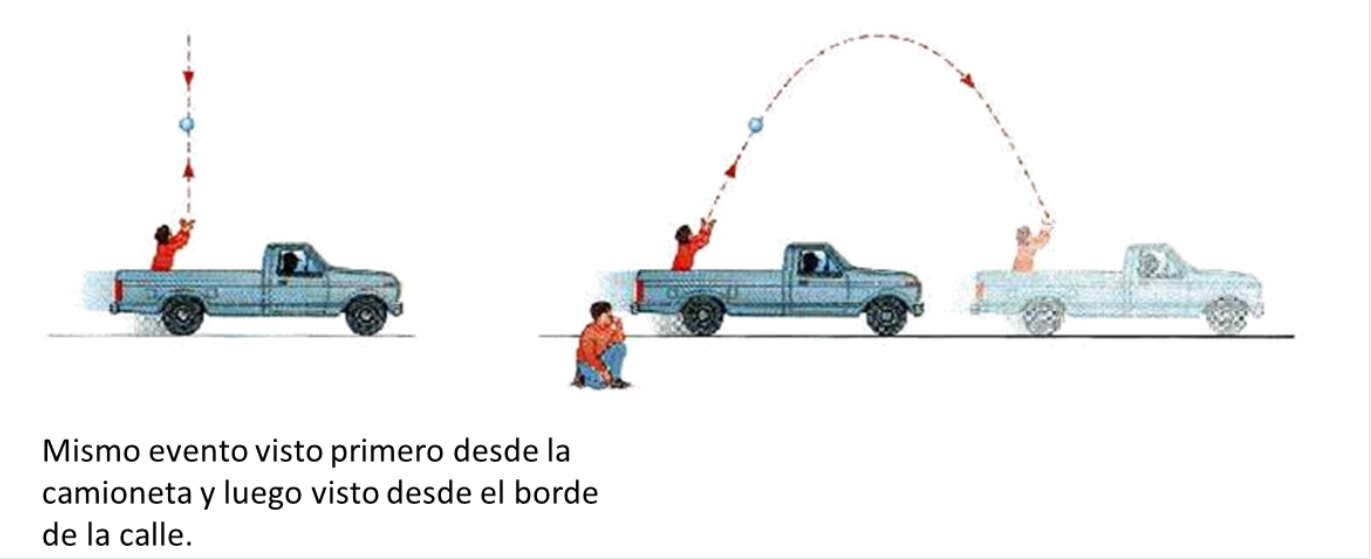 Mismo evento visto primero desde la
camioneta y luego visto desde el borde
de la calle.